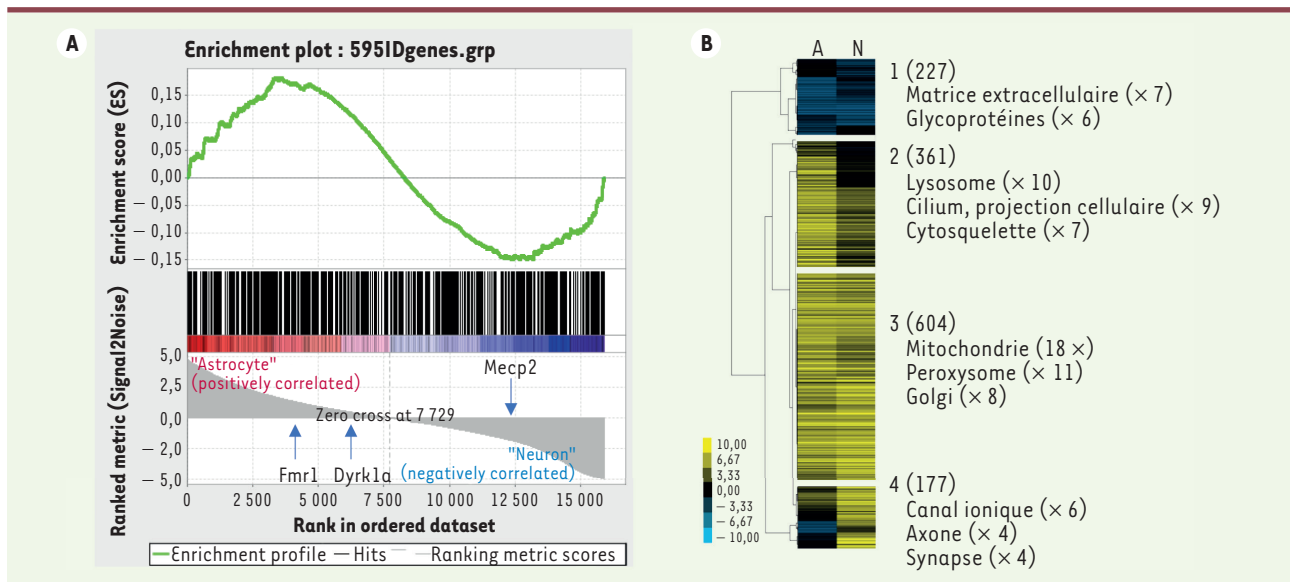 A
Enrichment plot : 595IDgenes.grp
Enrichment score (ES)
0,15
0,10
0,05
0,00
– 0,05
– 0,10
– 0,15
Ranked metric (Signal2Noise)
5,0
2,5
0,0
– 2,5
– 5,0
"Astrocyte"
(positively correlated)
Zero cross at 7 729
Mecp2
Fmr1
Dyrk1a
"Neuron"
(negatively correlated)
0
2 500
5 000
7 500
10 000
12 500
15 000
Rank in ordered dataset
Enrichment profile
Hits
Ranking metric scores
B
A N
1 (227)
Matrice extracellulaire (× 7)
Glycoprotéines (× 6)
2 (361)
Lysosome (× 10)
Cilium, projection cellulaire (× 9)
Cytosquelette (× 7)
3 (604)
Mitochondrie (18 ×)
Peroxysome (× 11)
Golgi (× 8)
4 (177)
Canal ionique (× 6)
Axone (× 4)
Synapse (× 4)
10,00
6,67
3,33
0,00
– 3,33
– 6,67
– 10,00